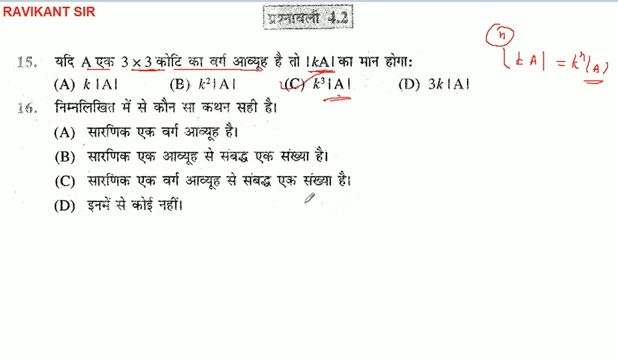 RAVIKANT SIR
प्रश्नावली 4.2
n
|kA| = kⁿ|A|
15. यदि A एक 3 × 3 कोटि का वर्ग आव्यूह है तो |kA| का मान होगा:
(A) k |A| (B) k² |A| (C) k³ |A| (D) 3k |A|
16. निम्नलिखित में से कौन सा कथन सही है।
(A) सारणिक एक वर्ग आव्यूह है।
(B) सारणिक एक आव्यूह से संबद्ध एक संख्या है।
(C) सारणिक एक वर्ग आव्यूह से संबद्ध एक संख्या है।
(D) इनमें से कोई नहीं।